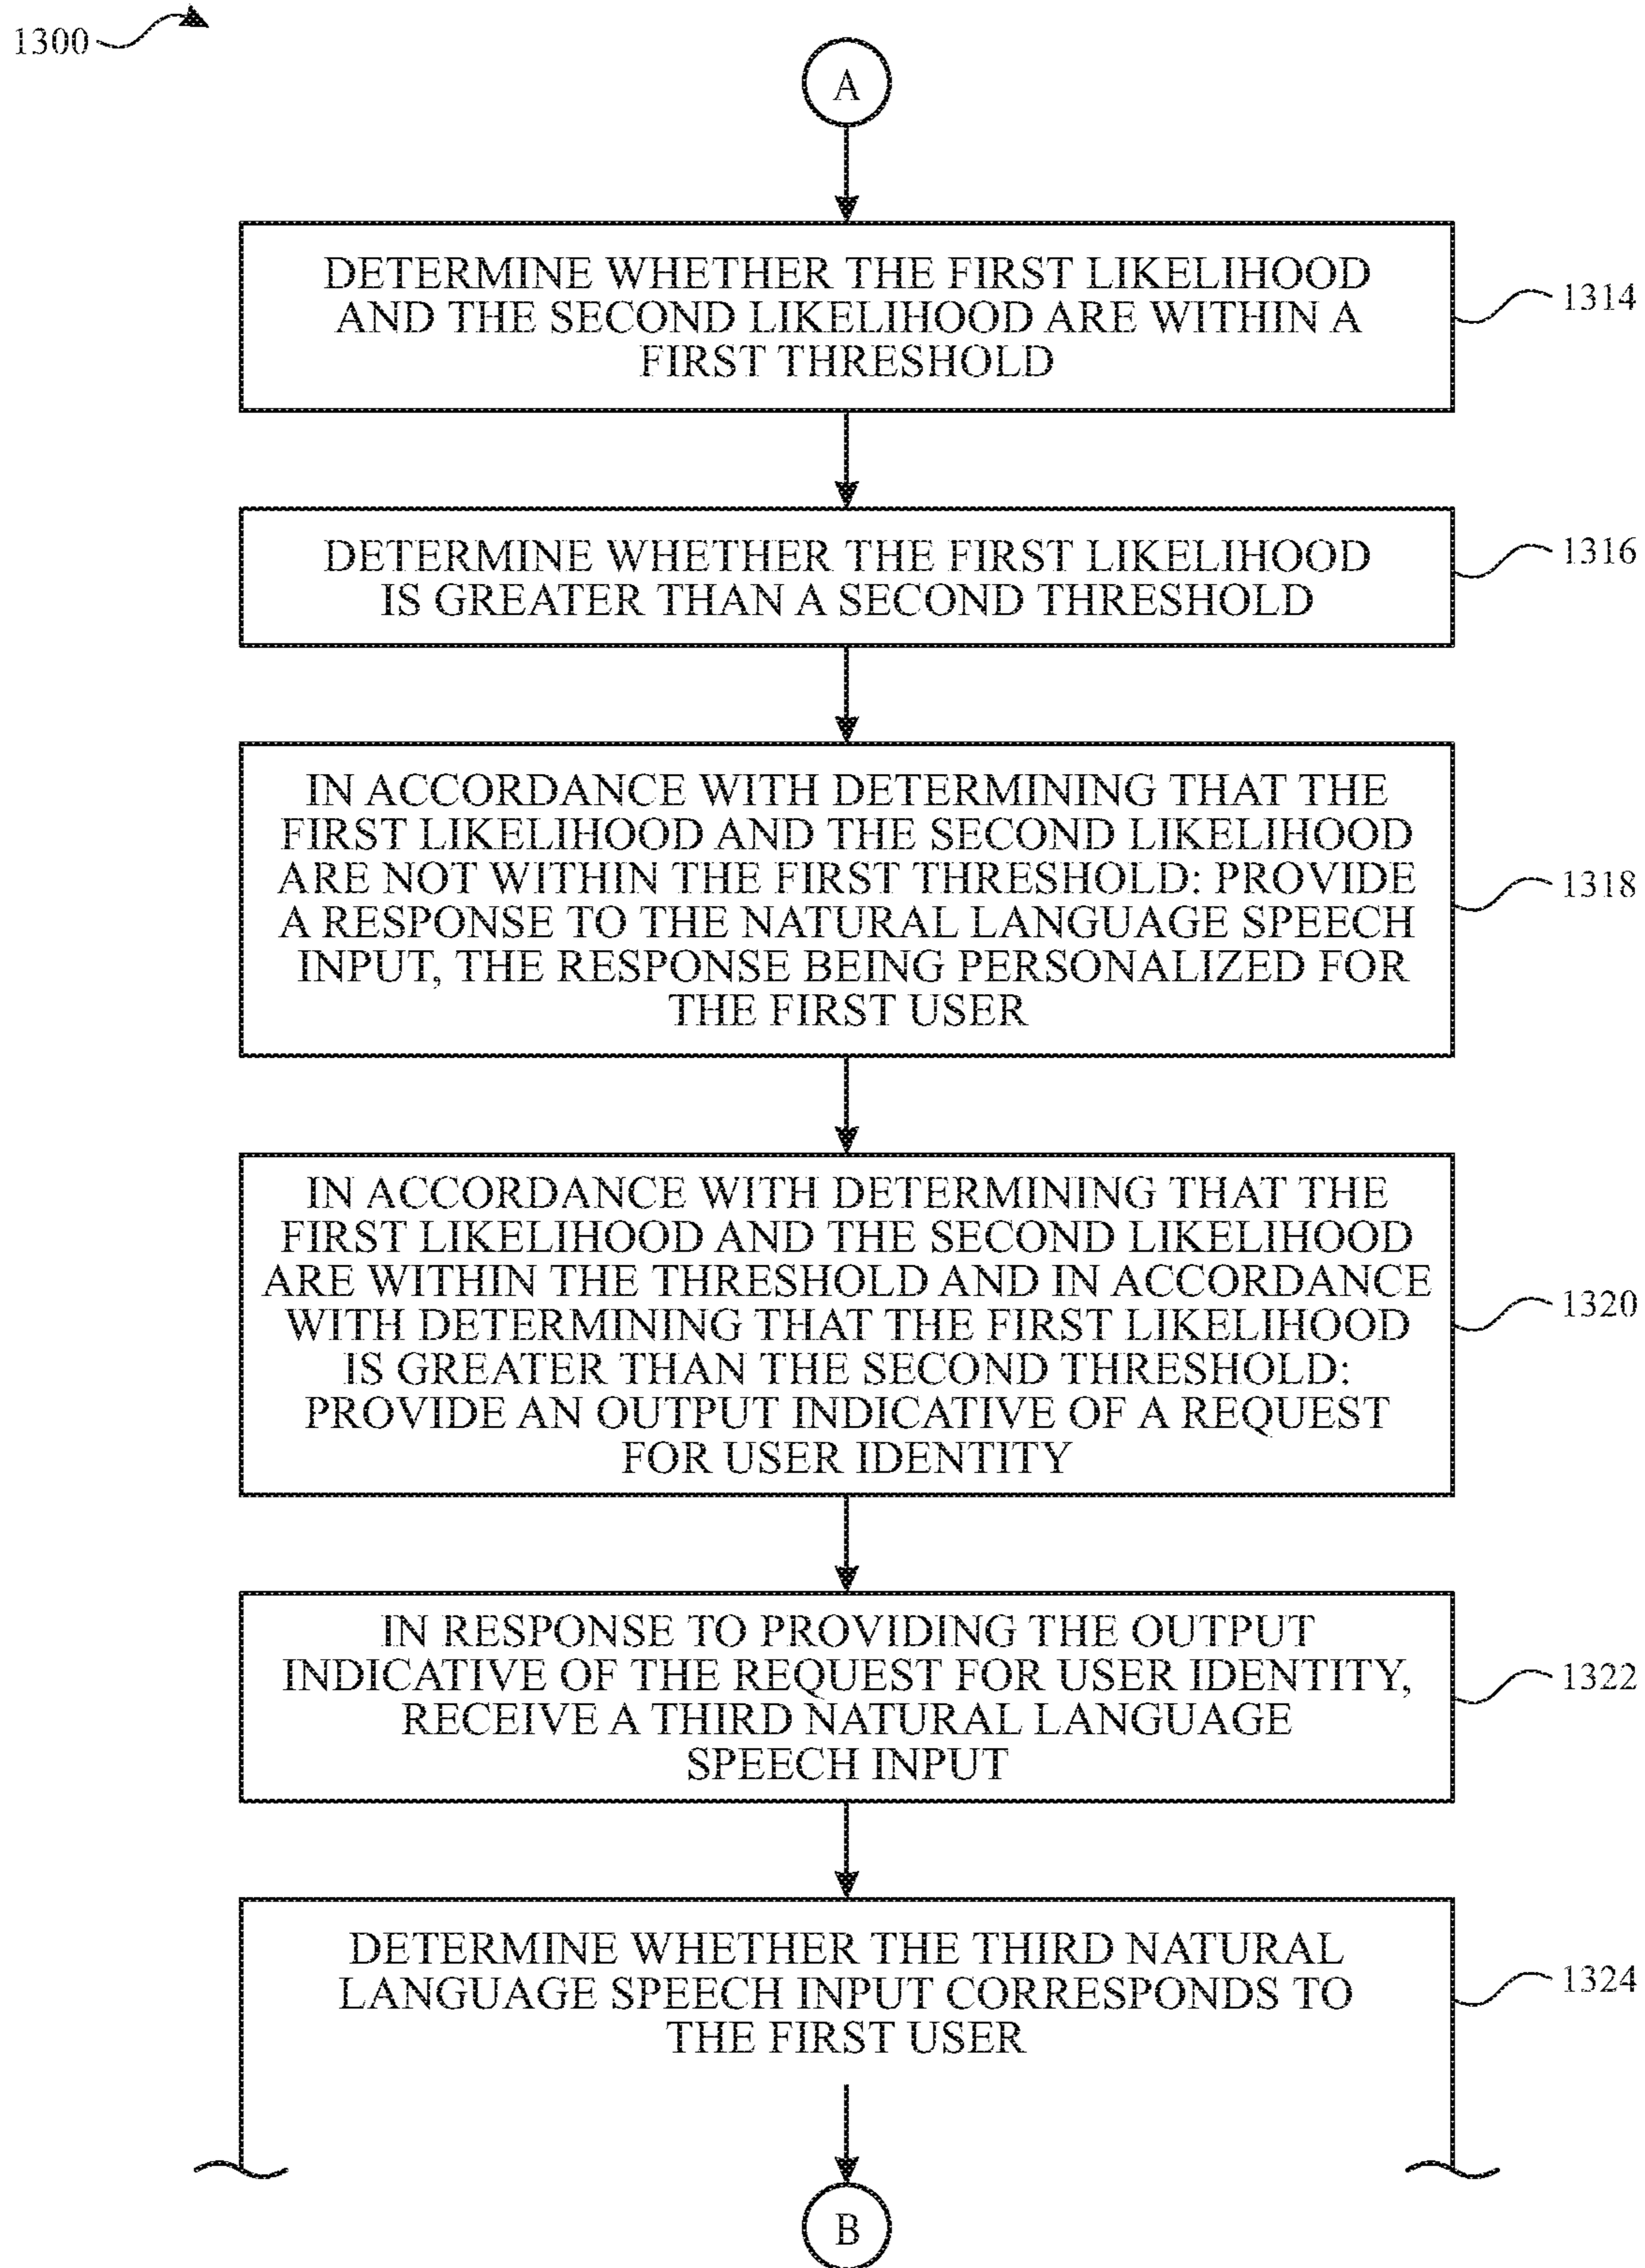 1300
A
DETERMINE WHETHER THE FIRST LIKELIHOOD
AND THE SECOND LIKELIHOOD ARE WITHIN A
FIRST THRESHOLD
1314
DETERMINE WHETHER THE FIRST LIKELIHOOD
IS GREATER THAN A SECOND THRESHOLD
1316
IN ACCORDANCE WITH DETERMINING THAT THE
FIRST LIKELIHOOD AND THE SECOND LIKELIHOOD
ARE NOT WITHIN THE FIRST THRESHOLD: PROVIDE
A RESPONSE TO THE NATURAL LANGUAGE SPEECH
INPUT, THE RESPONSE BEING PERSONALIZED FOR
THE FIRST USER
1318
IN ACCORDANCE WITH DETERMINING THAT THE
FIRST LIKELIHOOD AND THE SECOND LIKELIHOOD
ARE WITHIN THE THRESHOLD AND IN ACCORDANCE
WITH DETERMINING THAT THE FIRST LIKELIHOOD
IS GREATER THAN THE SECOND THRESHOLD:
PROVIDE AN OUTPUT INDICATIVE OF A REQUEST
FOR USER IDENTITY
1320
IN RESPONSE TO PROVIDING THE OUTPUT
INDICATIVE OF THE REQUEST FOR USER IDENTITY,
RECEIVE A THIRD NATURAL LANGUAGE
SPEECH INPUT
1322
DETERMINE WHETHER THE THIRD NATURAL
LANGUAGE SPEECH INPUT CORRESPONDS TO
THE FIRST USER
1324
B